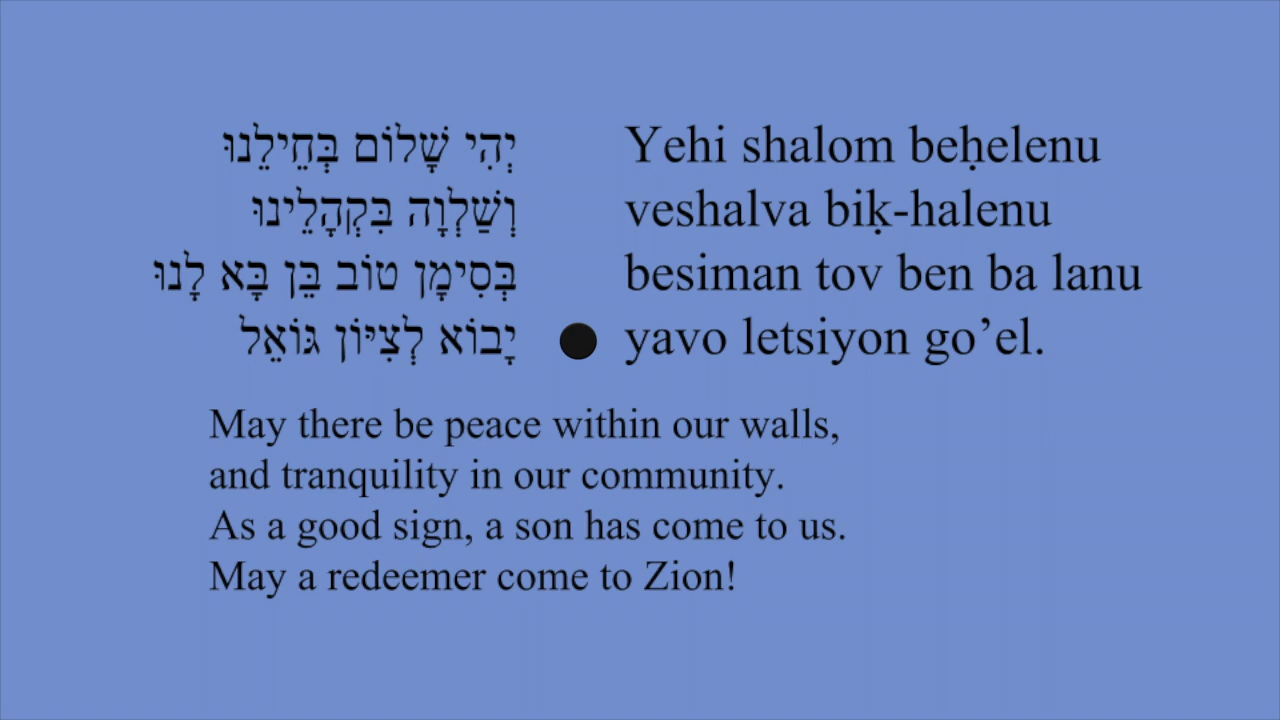 יְהִי שָׁלוֹם בְּחֵילֵנוּ
Yehi shalom beḥelenu
וְשַׁלְוָה בִּקְהָלֵינוּ
veshalva biḳ-halenu
בְּסִימָן טוֹב בֵּן בָּא לָנוּ
besiman tov ben ba lanu
יָבוֹא לְצִיּוֹן גּוֹאֵל
yavo letsiyon go’el.
May there be peace within our walls,
and tranquility in our community.
As a good sign, a son has come to us.
May a redeemer come to Zion!